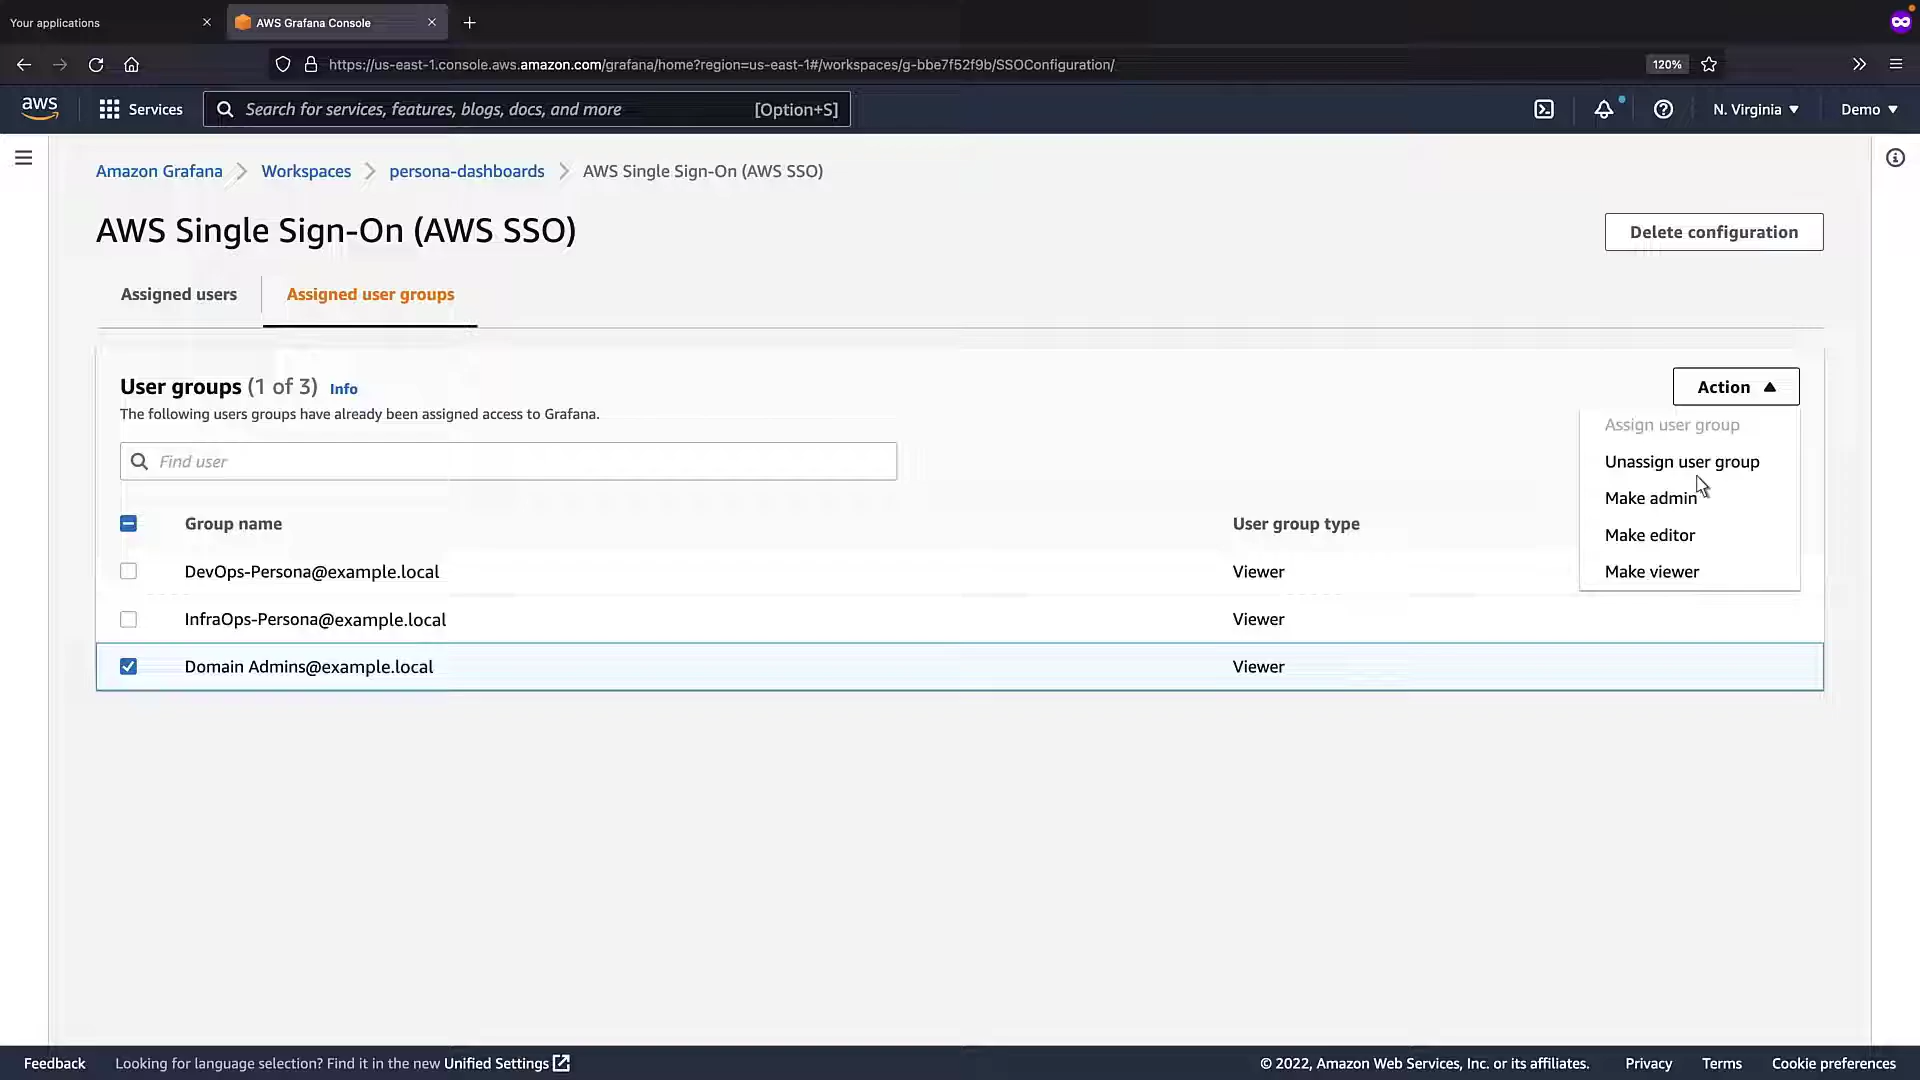 Your applications
AWS Grafana Console
https://us-east-1.console.aws.amazon.com/grafana/home?region=us-east-1#/workspaces/g-bbe7f52f9b/SSOConfiguration/
120%
aws
Services
Search for services, features, blogs, docs, and more
[Option+S]
N. Virginia
Demo
Amazon Grafana
Workspaces
persona-dashboards
AWS Single Sign-On (AWS SSO)
AWS Single Sign-On (AWS SSO)
Delete configuration
Assigned users
Assigned user groups
User groups (1 of 3) Info
Action
The following users groups have already been assigned access to Grafana.
Assign user group
Unassign user group
Make admin
Make editor
Make viewer
Find user
Group name
User group type
DevOps-Persona@example.local
Viewer
InfraOps-Persona@example.local
Viewer
Domain Admins@example.local
Viewer
Feedback
Looking for language selection? Find it in the new Unified Settings
© 2022, Amazon Web Services, Inc. or its affiliates.
Privacy
Terms
Cookie preferences